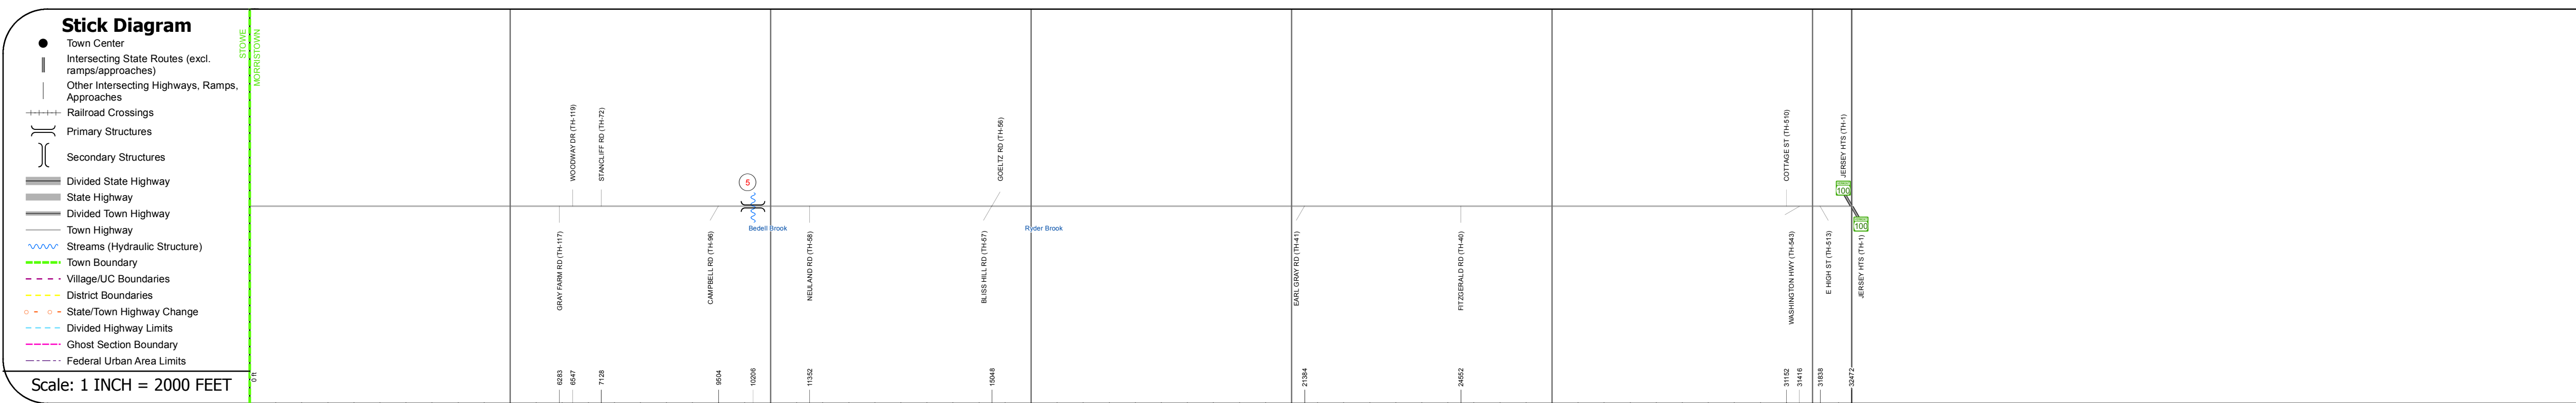 Stick Diagram
Town Center
Intersecting State Routes (excl.
ramps/approaches)
Other Intersecting Highways, Ramps,
Approaches
Railroad Crossings
Primary Structures
Secondary Structures
Divided State Highway
State Highway
Divided Town Highway
Town Highway
Streams (Hydraulic Structure)
Town Boundary
Village/UC Boundaries
District Boundaries
State/Town Highway Change
Divided Highway Limits
Ghost Section Boundary
Federal Urban Area Limits
Scale: 1 INCH = 2000 FEET
STOWE
MORRISTOWN
WOODWAY DR (TH-119)
STANCLIFF RD (TH-72)
GOELTZ RD (TH-56)
COTTAGE ST (TH-510)
JERSEY HTS (TH-1)
5
100
100
Bedell Brook
Ryder Brook
GRAY FARM RD (TH-117)
CAMPBELL RD (TH-96)
NEULAND RD (TH-58)
BLISS HILL RD (TH-57)
EARL GRAY RD (TH-41)
FITZGERALD RD (TH-40)
WASHINGTON HWY (TH-543)
E HIGH ST (TH-513)
JERSEY HTS (TH-1)
0 ft
6283
6547
7128
9504
10206
11352
15048
21384
24552
31152
31416
31838
32472